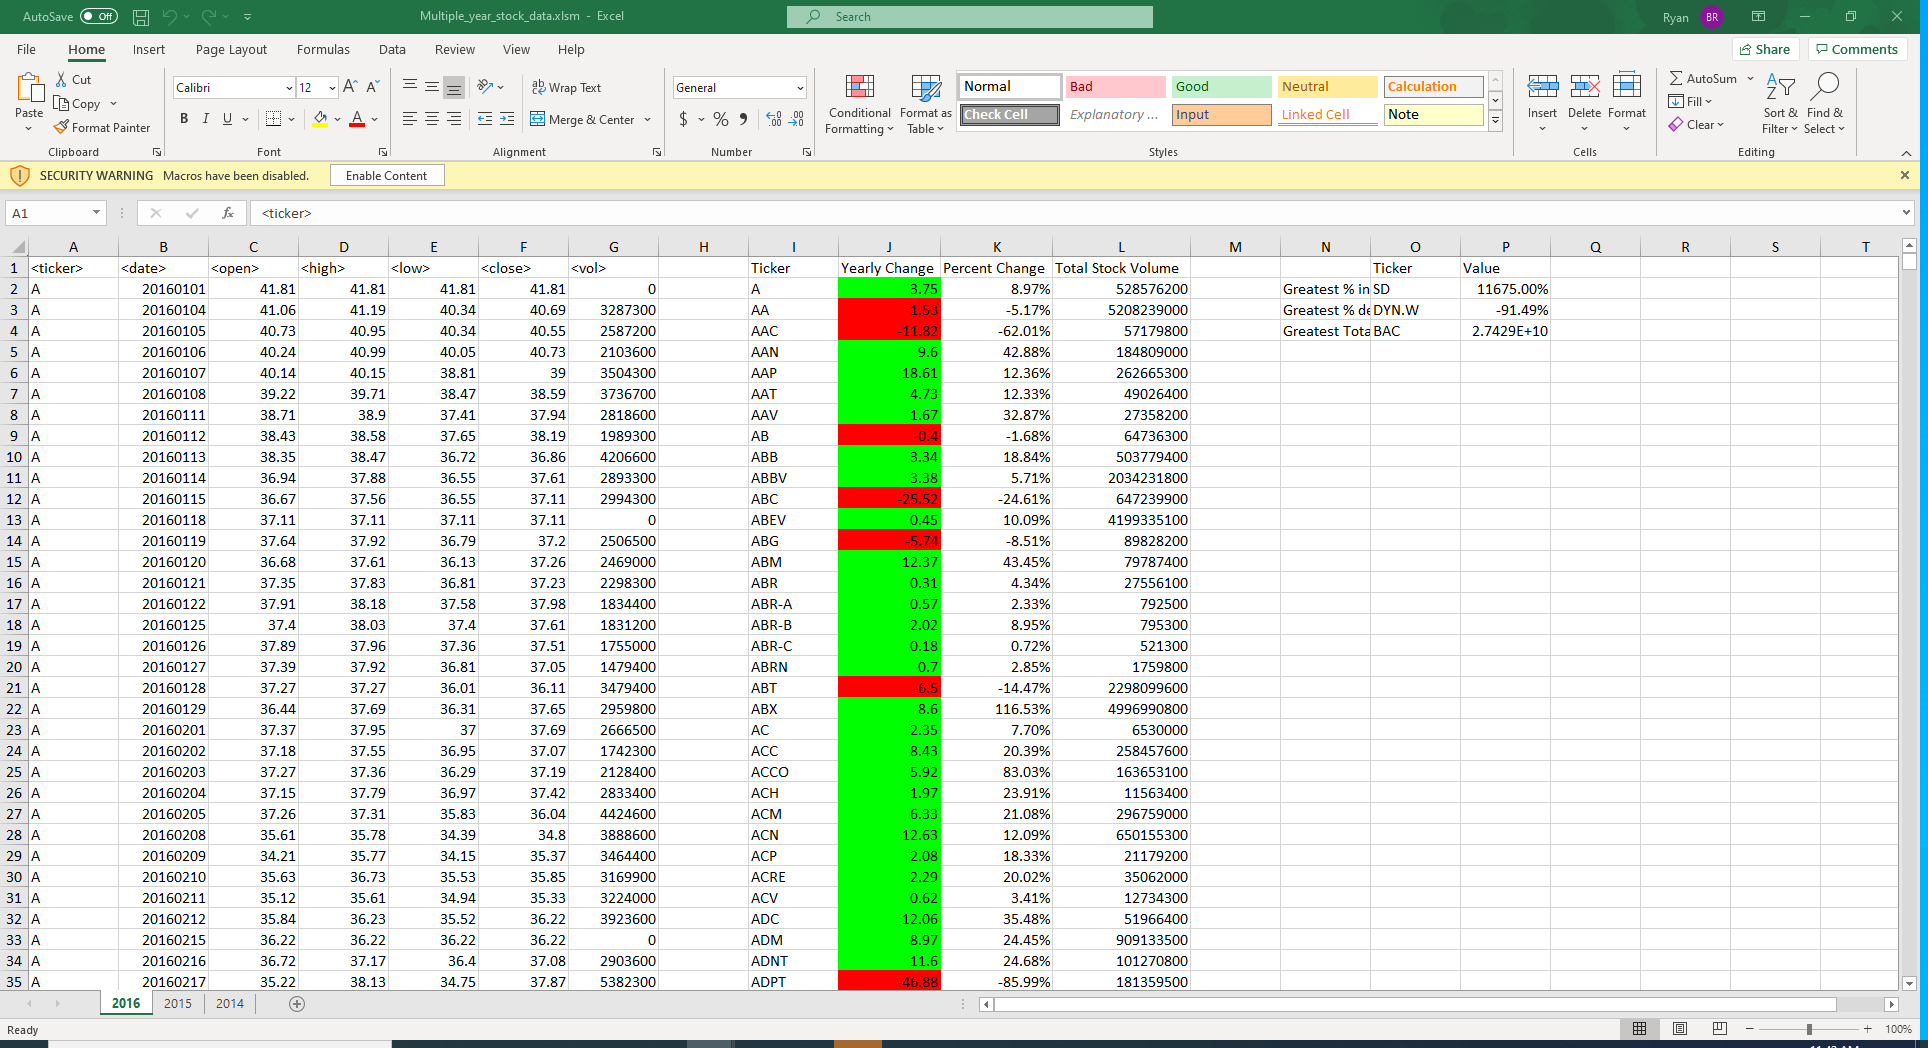 AutoSave Off Multiple_year_stock_data.xlsm - Excel Search Ryan BR
File Home Insert Page Layout Formulas Data Review View Help Share Comments
Paste Cut Copy Format Painter Clipboard
Calibri 12 A A B I U A Font
Wrap Text Merge & Center Alignment
General $ % Number
Conditional Formatting Format as Table
Normal Bad Good Neutral Calculation
Check Cell Explanatory ... Input Linked Cell Note
Styles
Insert Delete Format Cells
AutoSum Fill Clear Sort & Filter Find & Select Editing
SECURITY WARNING Macros have been disabled. Enable Content
A1 fx <ticker>
A B C D E F G H I J K L M N O P Q R S T
1 <ticker> <date> <open> <high> <low> <close> <vol> Ticker Yearly Change Percent Change Total Stock Volume Ticker Value
2 A 20160101 41.81 41.81 41.81 41.81 0 A 3.75 8.97% 528576200 Greatest % in SD 11675.00%
3 A 20160104 41.06 41.19 40.34 40.69 3287300 AA -1.53 -5.17% 5208239000 Greatest % de DYN.W -91.49%
4 A 20160105 40.73 40.95 40.34 40.55 2587200 AAC -11.82 -62.01% 57179800 Greatest Tota BAC 2.7429E+10
5 A 20160106 40.24 40.99 40.05 40.73 2103600 AAN 9.6 42.88% 184809000
6 A 20160107 40.14 40.15 38.81 39 3504300 AAP 18.61 12.36% 262665300
7 A 20160108 39.22 39.71 38.47 38.59 3736700 AAT 4.73 12.33% 49026400
8 A 20160111 38.71 38.9 37.41 37.94 2818600 AAV 1.67 32.87% 27358200
9 A 20160112 38.43 38.58 37.65 38.19 1989300 AB -0.4 -1.68% 64736300
10 A 20160113 38.35 38.47 36.72 36.86 4206600 ABB 3.34 18.84% 503779400
11 A 20160114 36.94 37.88 36.55 37.61 2893300 ABBV 3.38 5.71% 2034231800
12 A 20160115 36.67 37.56 36.55 37.11 2994300 ABC -25.52 -24.61% 647239900
13 A 20160118 37.11 37.11 37.11 37.11 0 ABEV 0.45 10.09% 4199335100
14 A 20160119 37.64 37.92 36.79 37.2 2506500 ABG -5.74 -8.51% 89828200
15 A 20160120 36.68 37.61 36.13 37.26 2469000 ABM 12.37 43.45% 79787400
16 A 20160121 37.35 37.83 36.81 37.23 2298300 ABR 0.31 4.34% 27556100
17 A 20160122 37.91 38.18 37.58 37.98 1834400 ABR-A 0.57 2.33% 792500
18 A 20160125 37.4 38.03 37.4 37.61 1831200 ABR-B 2.02 8.95% 795300
19 A 20160126 37.89 37.96 37.36 37.51 1755000 ABR-C 0.18 0.72% 521300
20 A 20160127 37.39 37.92 36.81 37.05 1479400 ABRN 0.7 2.85% 1759800
21 A 20160128 37.27 37.27 36.01 36.11 3479400 ABT -6.5 -14.47% 2298099600
22 A 20160129 36.44 37.69 36.31 37.65 2959800 ABX 8.6 116.53% 4996990800
23 A 20160201 37.37 37.95 37 37.69 2666500 AC 2.35 7.70% 6530000
24 A 20160202 37.18 37.55 36.95 37.07 1742300 ACC 8.43 20.39% 258457600
25 A 20160203 37.27 37.36 36.29 37.19 2128400 ACCO 5.92 83.03% 163653100
26 A 20160204 37.15 37.79 36.97 37.42 2833400 ACH 1.97 23.91% 11563400
27 A 20160205 37.26 37.31 35.83 36.04 4424600 ACM 6.33 21.08% 296759000
28 A 20160208 35.61 35.78 34.39 34.8 3888600 ACN 12.63 12.09% 650155300
29 A 20160209 34.21 35.77 34.15 35.37 3464400 ACP 2.08 18.33% 21179200
30 A 20160210 35.63 36.73 35.53 35.85 3169900 ACRE 2.29 20.02% 35062000
31 A 20160211 35.12 35.61 34.94 35.33 3224000 ACV 0.62 3.41% 12734300
32 A 20160212 35.84 36.23 35.52 36.22 3923600 ADC 12.06 35.48% 51966400
33 A 20160215 36.22 36.22 36.22 36.22 0 ADM 8.97 24.45% 909133500
34 A 20160216 36.72 37.17 36.4 37.08 2903600 ADNT 11.6 24.68% 101270800
35 A 20160217 35.22 38.13 34.75 37.87 5382300 ADPT -46.88 -85.99% 181359500
2016 2015 2014
Ready 100%